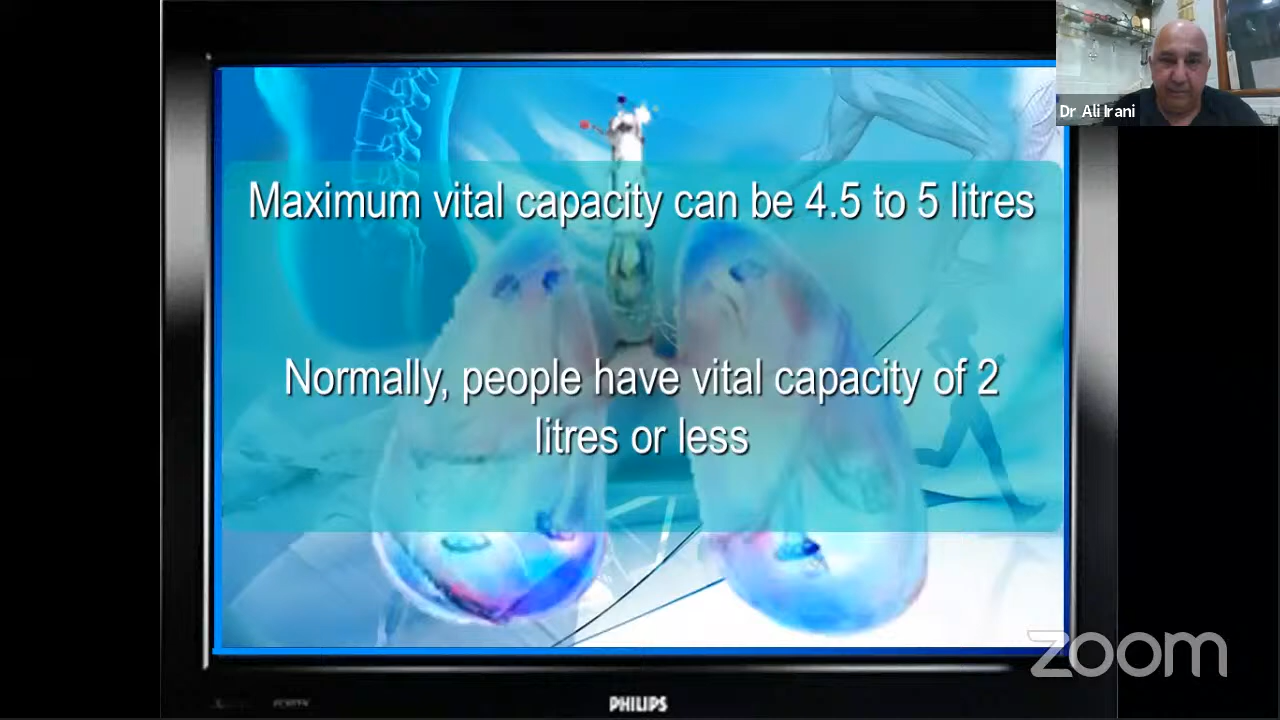 Dr Ali Irani
Maximum vital capacity can be 4.5 to 5 litres
Normally, people have vital capacity of 2
litres or less
zoom
PHILIPS